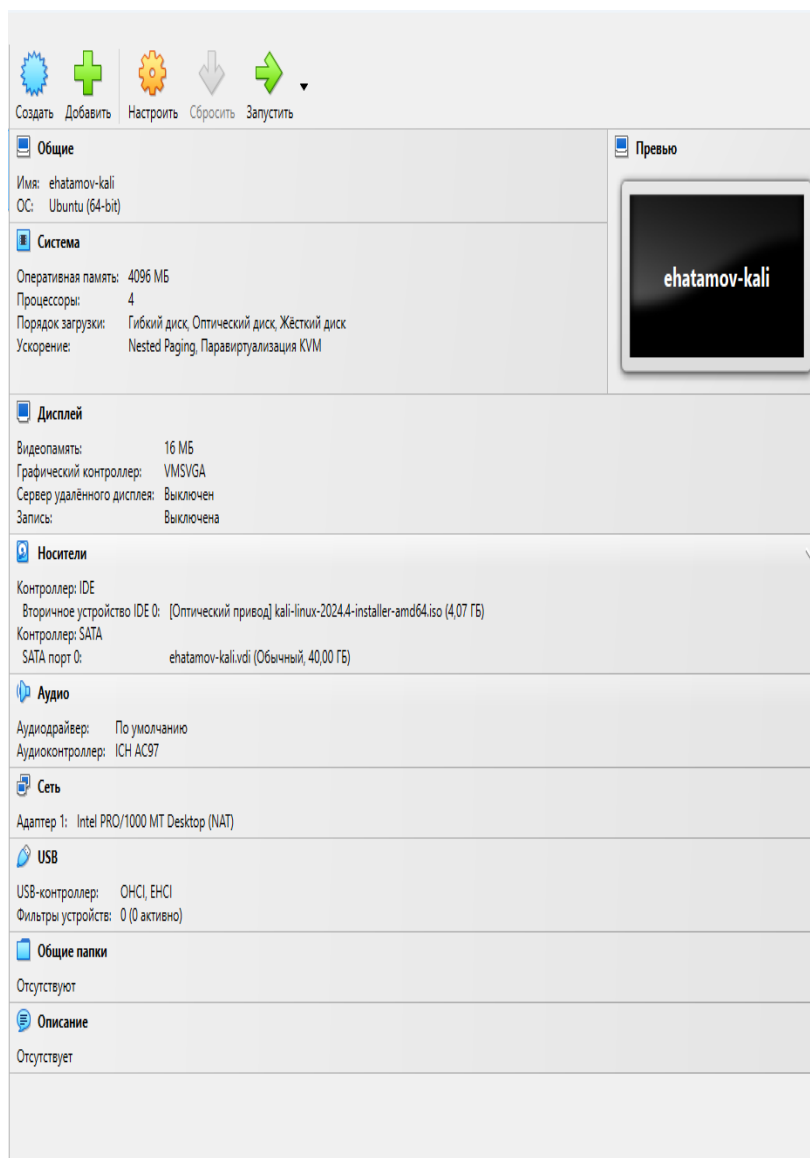 Создать Добавить Настроить Сбросить Запустить
Общие
Имя: ehatamov-kali
ОС: Ubuntu (64-bit)
Превью
ehatamov-kali
Система
Оперативная память: 4096 МБ
Процессоры: 4
Порядок загрузки: Гибкий диск, Оптический диск, Жёсткий диск
Ускорение: Nested Paging, Паравиртуализация KVM
Дисплей
Видеопамять: 16 МБ
Графический контроллер: VMSVGA
Сервер удалённого дисплея: Выключен
Запись: Выключена
Носители
Контроллер: IDE
Вторичное устройство IDE 0: [Оптический привод] kali-linux-2024.4-installer-amd64.iso (4,07 ГБ)
Контроллер: SATA
SATA порт 0: ehatamov-kali.vdi (Обычный, 40,00 ГБ)
Аудио
Аудиодрайвер: По умолчанию
Аудиоконтроллер: ICH AC97
Сеть
Адаптер 1: Intel PRO/1000 MT Desktop (NAT)
USB
USB-контроллер: OHCI, EHCI
Фильтры устройств: 0 (0 активно)
Общие папки
Отсутствуют
Описание
Отсутствует